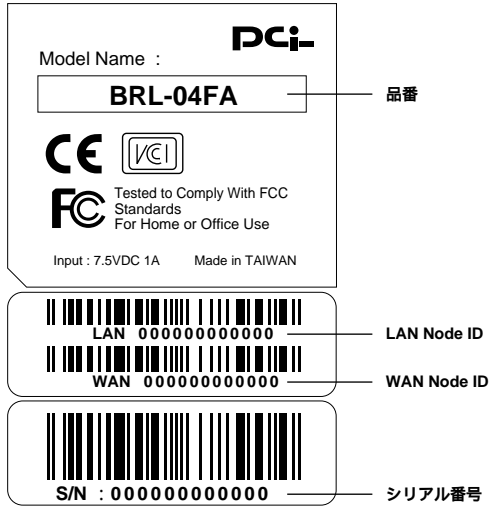 PCi
Model Name :
BRL-04FA
品番
CE VCI
FC Tested to Comply With FCC
Standards
For Home or Office Use
Input : 7.5VDC 1A Made in TAIWAN
LAN 000000000000
LAN Node ID
WAN 000000000000
WAN Node ID
S/N : 000000000000
シリアル番号